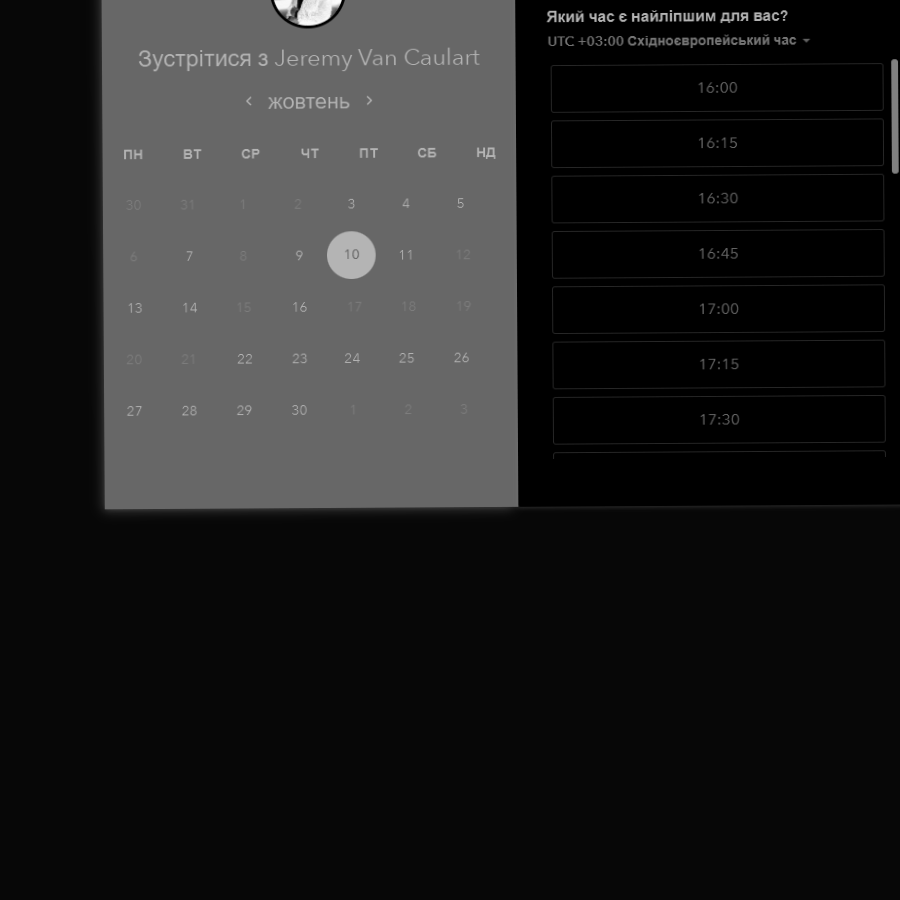 Зустрітися з Jeremy Van Caulart
жовтень
ПН ВТ СР ЧТ ПТ СБ НД
30 31 1 2 3 4 5
6 7 8 9 10 11 12
13 14 15 16 17 18 19
20 21 22 23 24 25 26
27 28 29 30 1 2 3
Який час є найліпшим для вас?
UTC +03:00 Східноєвропейський час
16:00
16:15
16:30
16:45
17:00
17:15
17:30